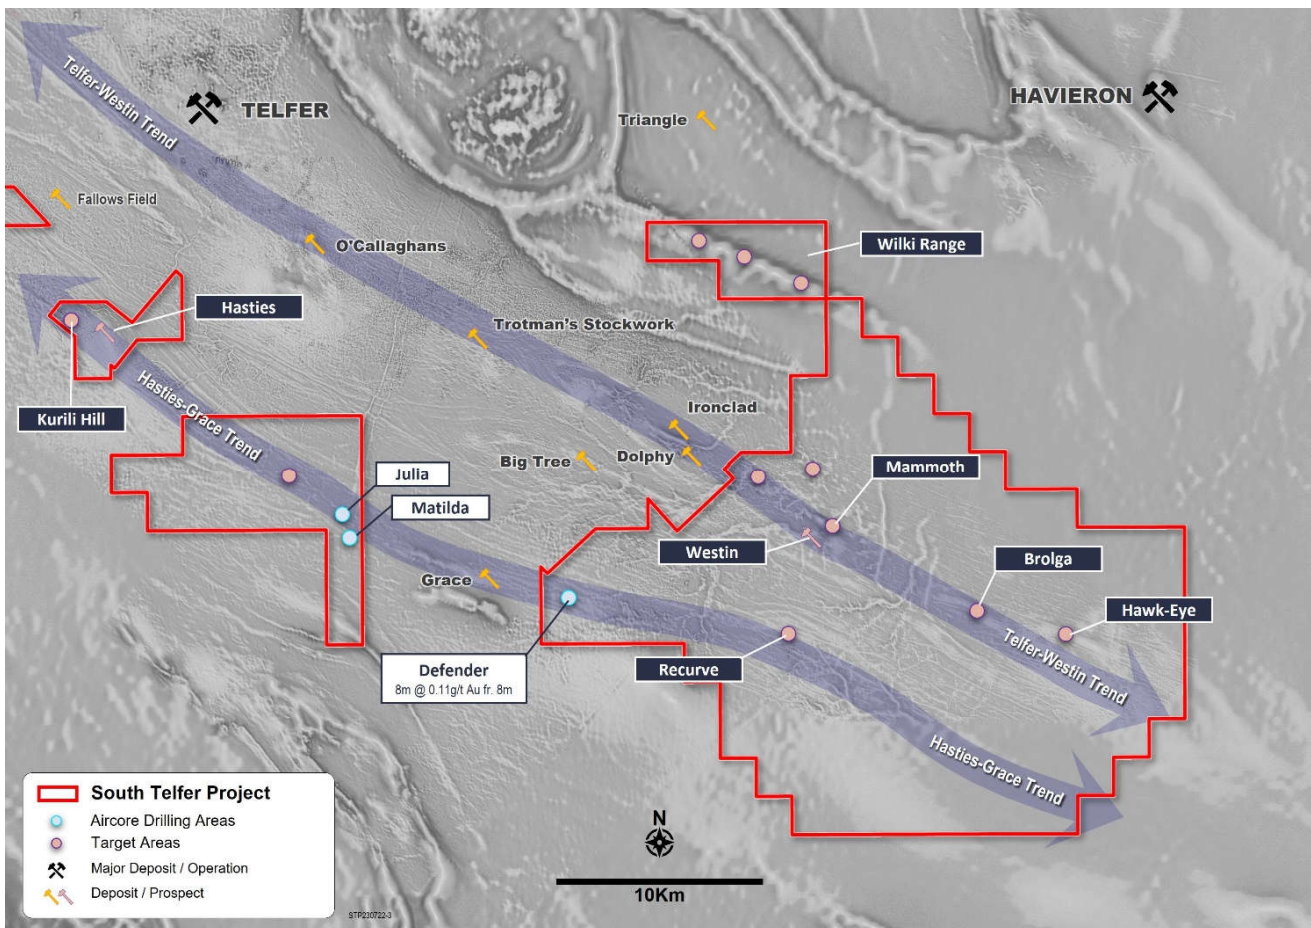 Telfer-Westin Trend
TELFER
HAVIERON
Triangle
Fallows Field
O'Callaghans
Wilki Range
Hasties
Trotman's Stockwork
Kurili Hill
Hasties-Grace Trend
Ironclad
Big Tree
Dolphy
Julia
Mammoth
Matilda
Westin
Grace
Brolga
Hawk-Eye
Defender
8m @ 0.11g/t Au fr. 8m
Recurve
Telfer-Westin Trend
Hasties-Grace Trend
South Telfer Project
Aircore Drilling Areas
Target Areas
Major Deposit / Operation
Deposit / Prospect
N
10Km
STP230722-3